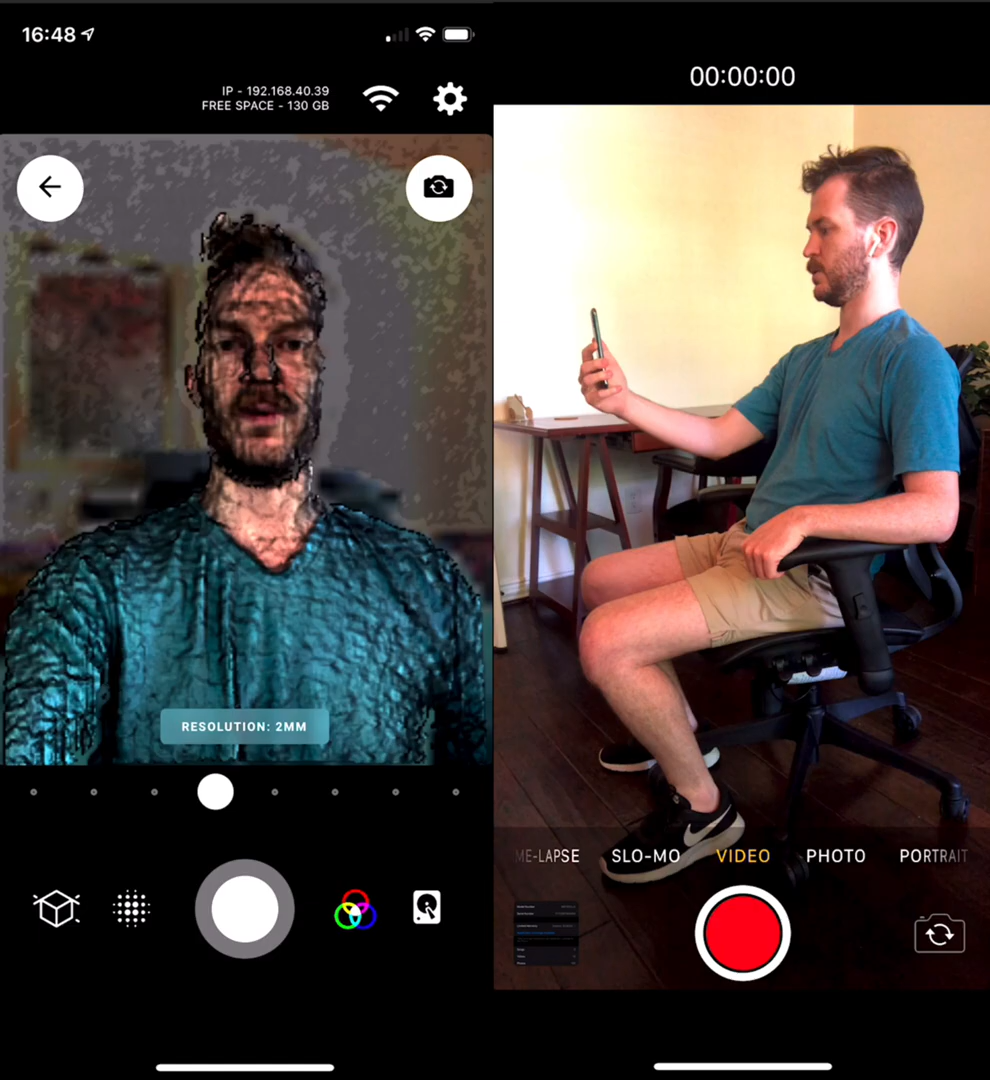 16:48
IP - 192.168.40.39
FREE SPACE - 130 GB
RESOLUTION: 2MM
00:00:00
ME-LAPSE SLO-MO VIDEO PHOTO PORTRAIT